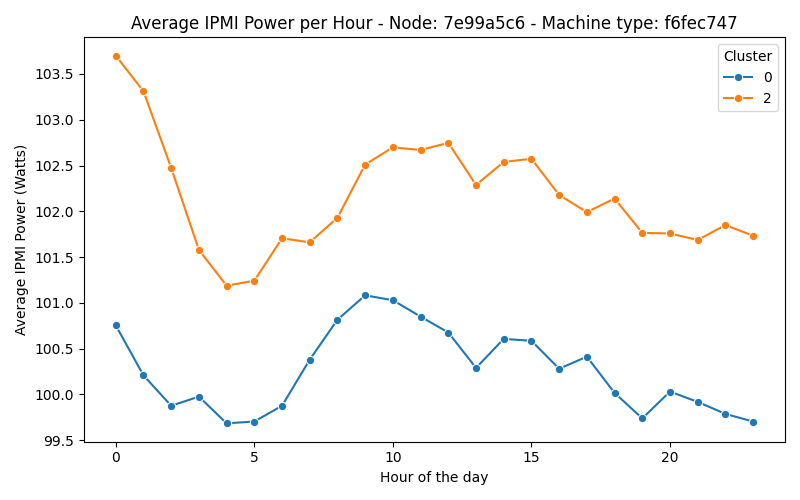 Average IPMI Power per Hour - Node: 7e99a5c6 - Machine type: f6fec747
Cluster
0
2
103.5
103.0
102.5
102.0
101.5
101.0
100.5
100.0
99.5
Average IPMI Power (Watts)
0 5 10 15 20
Hour of the day